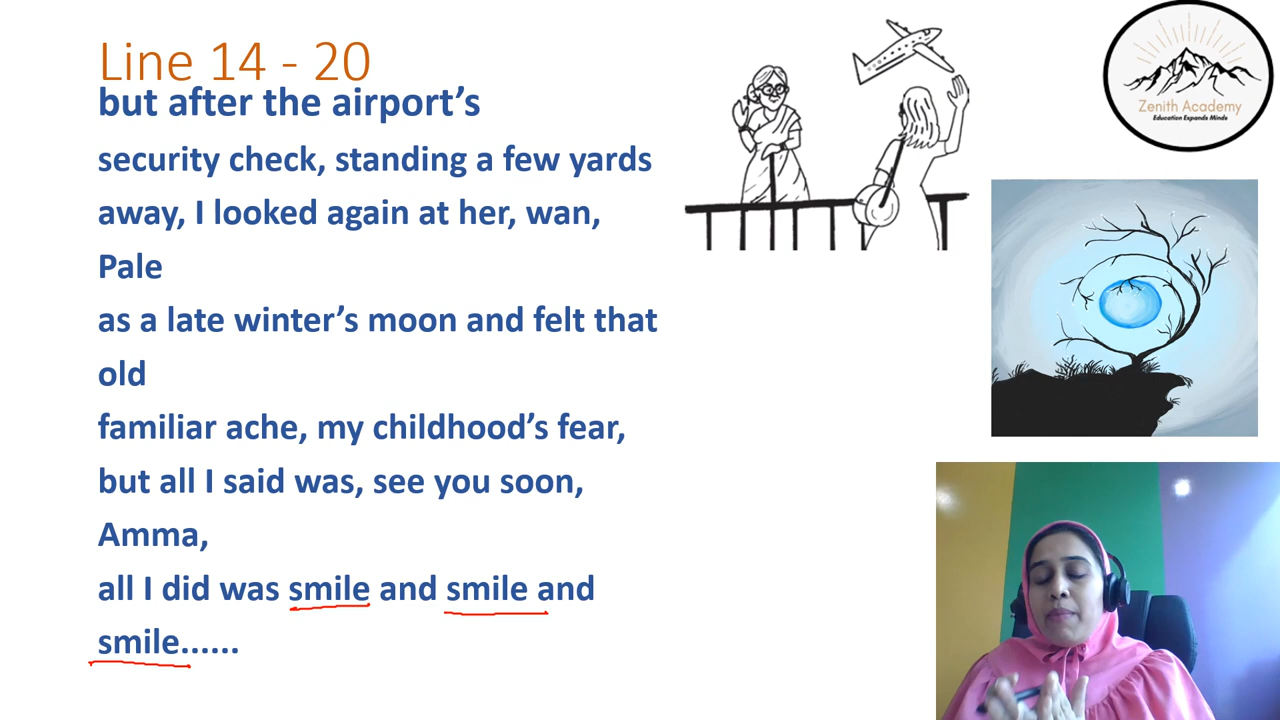 Line 14 - 20
but after the airport's
security check, standing a few yards
away, I looked again at her, wan,
Pale
as a late winter's moon and felt that
old
familiar ache, my childhood's fear,
but all I said was, see you soon,
Amma,
all I did was smile and smile and
smile......
Zenith Academy
Education Expands Minds